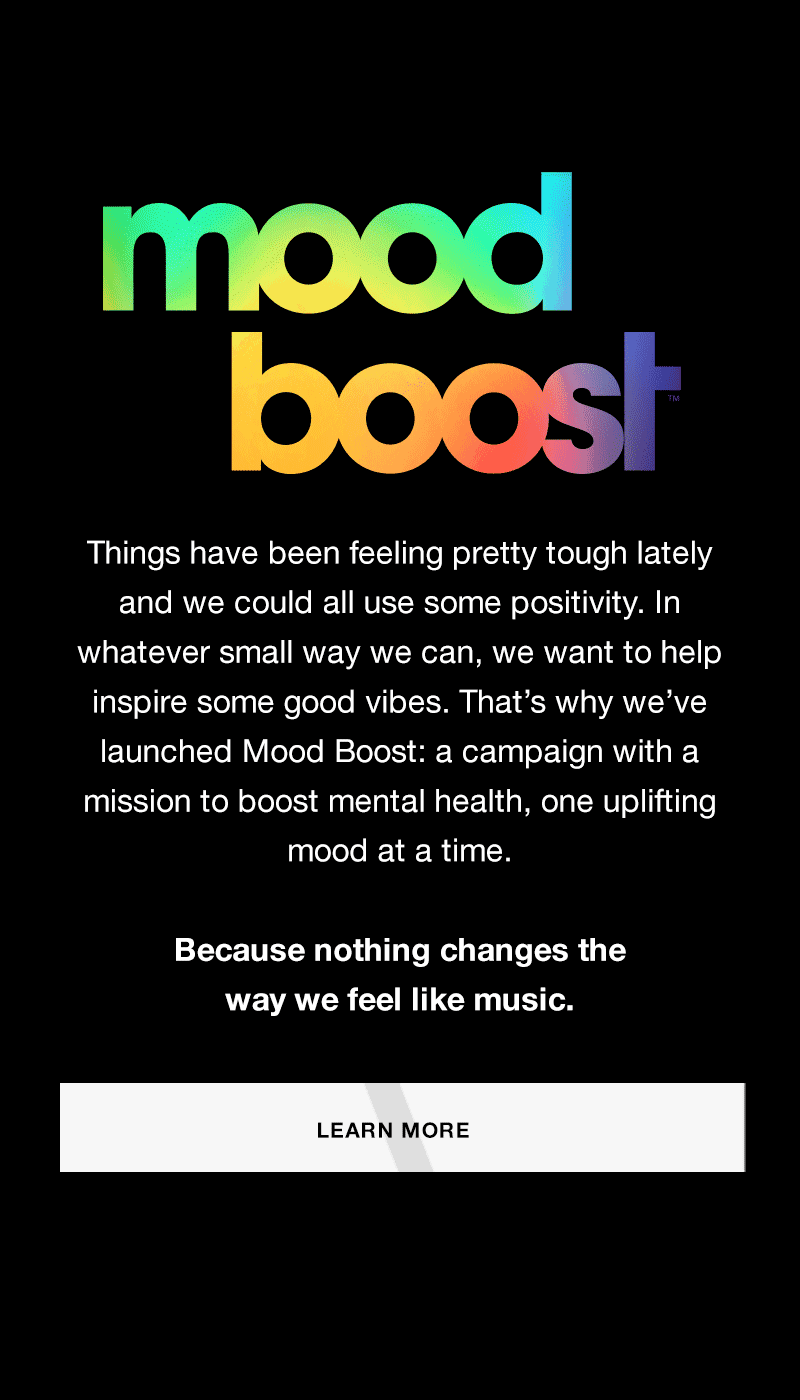 mood
boost
™
Things have been feeling pretty tough lately
and we could all use some positivity. In
whatever small way we can, we want to help
inspire some good vibes. That’s why we’ve
launched Mood Boost: a campaign with a
mission to boost mental health, one uplifting
mood at a time.
Because nothing changes the
way we feel like music.
LEARN MORE